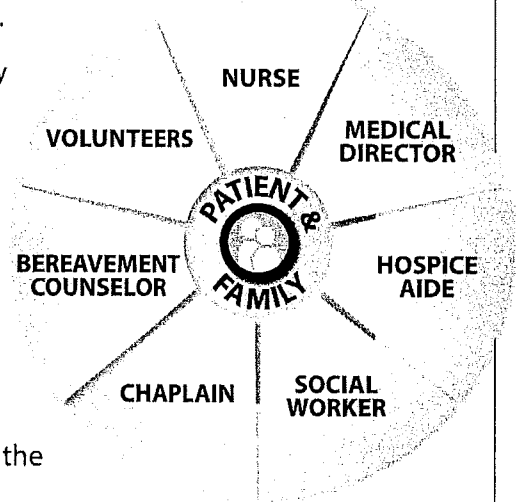 .
y
NURSE
MEDICAL
DIRECTOR
HOSPICE
AIDE
SOCIAL
WORKER
CHAPLAIN
BEREAVEMENT
COUNSELOR
VOLUNTEERS
PATIENT &
FAMILY
the